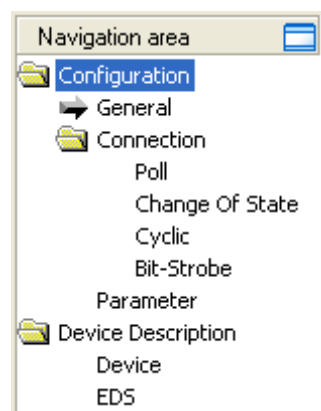 Navigation area
Configuration
General
Connection
Poll
Change Of State
Cyclic
Bit-Strobe
Parameter
Device Description
Device
EDS